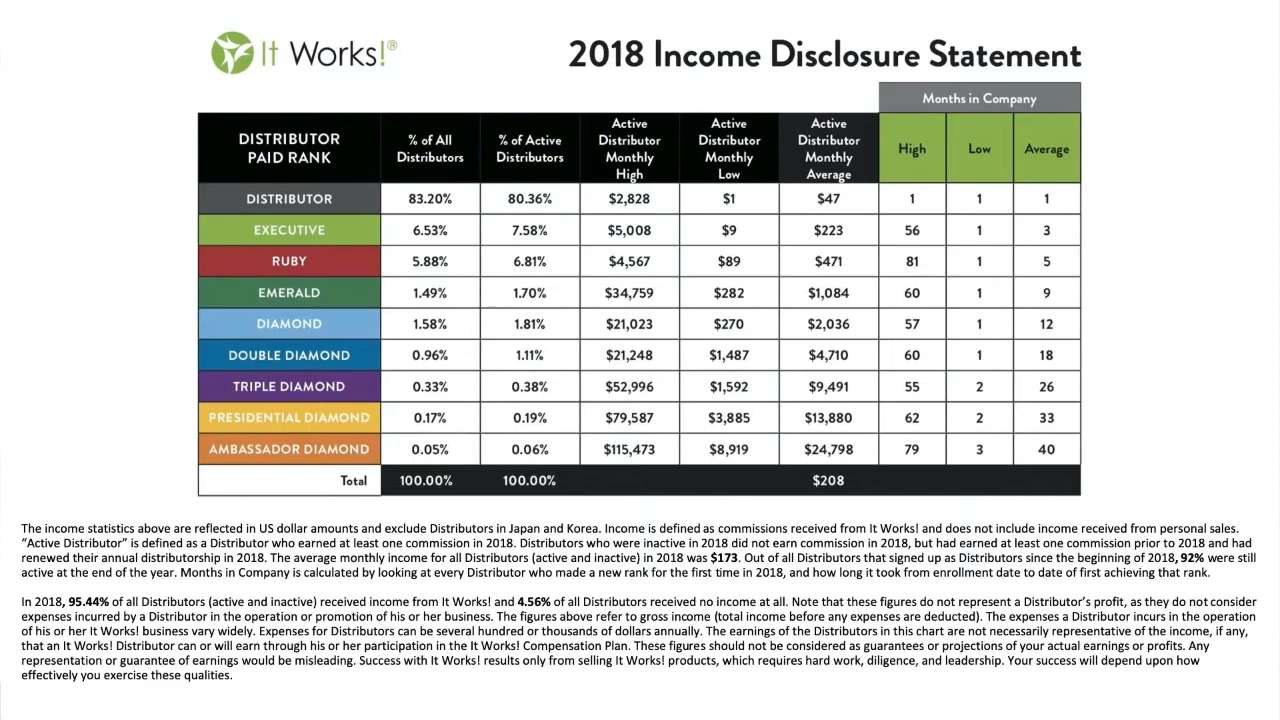 It Works!®
2018 Income Disclosure Statement
Months in Company
DISTRIBUTOR PAID RANK % of All Distributors % of Active Distributors Active Distributor Monthly High Active Distributor Monthly Low Active Distributor Monthly Average High Low Average
DISTRIBUTOR 83.20% 80.36% $2,828 $1 $47 1 1 1
EXECUTIVE 6.53% 7.58% $5,008 $9 $223 56 1 3
RUBY 5.88% 6.81% $4,567 $89 $471 81 1 5
EMERALD 1.49% 1.70% $34,759 $282 $1,084 60 1 9
DIAMOND 1.58% 1.81% $21,023 $270 $2,036 57 1 12
DOUBLE DIAMOND 0.96% 1.11% $21,248 $1,487 $4,710 60 1 18
TRIPLE DIAMOND 0.33% 0.38% $52,996 $1,592 $9,491 55 2 26
PRESIDENTIAL DIAMOND 0.17% 0.19% $79,587 $3,885 $13,880 62 2 33
AMBASSADOR DIAMOND 0.05% 0.06% $115,473 $8,919 $24,798 79 3 40
Total 100.00% 100.00% $208
The income statistics above are reflected in US dollar amounts and exclude Distributors in Japan and Korea. Income is defined as commissions received from It Works! and does not include income received from personal sales.
“Active Distributor” is defined as a Distributor who earned at least one commission in 2018. Distributors who were inactive in 2018 did not earn commission in 2018, but had earned at least one commission prior to 2018 and had
renewed their annual distributorship in 2018. The average monthly income for all Distributors (active and inactive) in 2018 was $173. Out of all Distributors that signed up as Distributors since the beginning of 2018, 92% were still
active at the end of the year. Months in Company is calculated by looking at every Distributor who made a new rank for the first time in 2018, and how long it took from enrollment date to date of first achieving that rank.
In 2018, 95.44% of all Distributors (active and inactive) received income from It Works! and 4.56% of all Distributors received no income at all. Note that these figures do not represent a Distributor’s profit, as they do not consider
expenses incurred by a Distributor in the operation or promotion of his or her business. The figures above refer to gross income (total income before any expenses are deducted). The expenses a Distributor incurs in the operation
of his or her It Works! business vary widely. Expenses for Distributors can be several hundred or thousands of dollars annually. The earnings of the Distributors in this chart are not necessarily representative of the income, if any,
that an It Works! Distributor can or will earn through his or her participation in the It Works! Compensation Plan. These figures should not be considered as guarantees or projections of your actual earnings or profits. Any
representation or guarantee of earnings would be misleading. Success with It Works! results only from selling It Works! products, which requires hard work, diligence, and leadership. Your success will depend upon how
effectively you exercise these qualities.